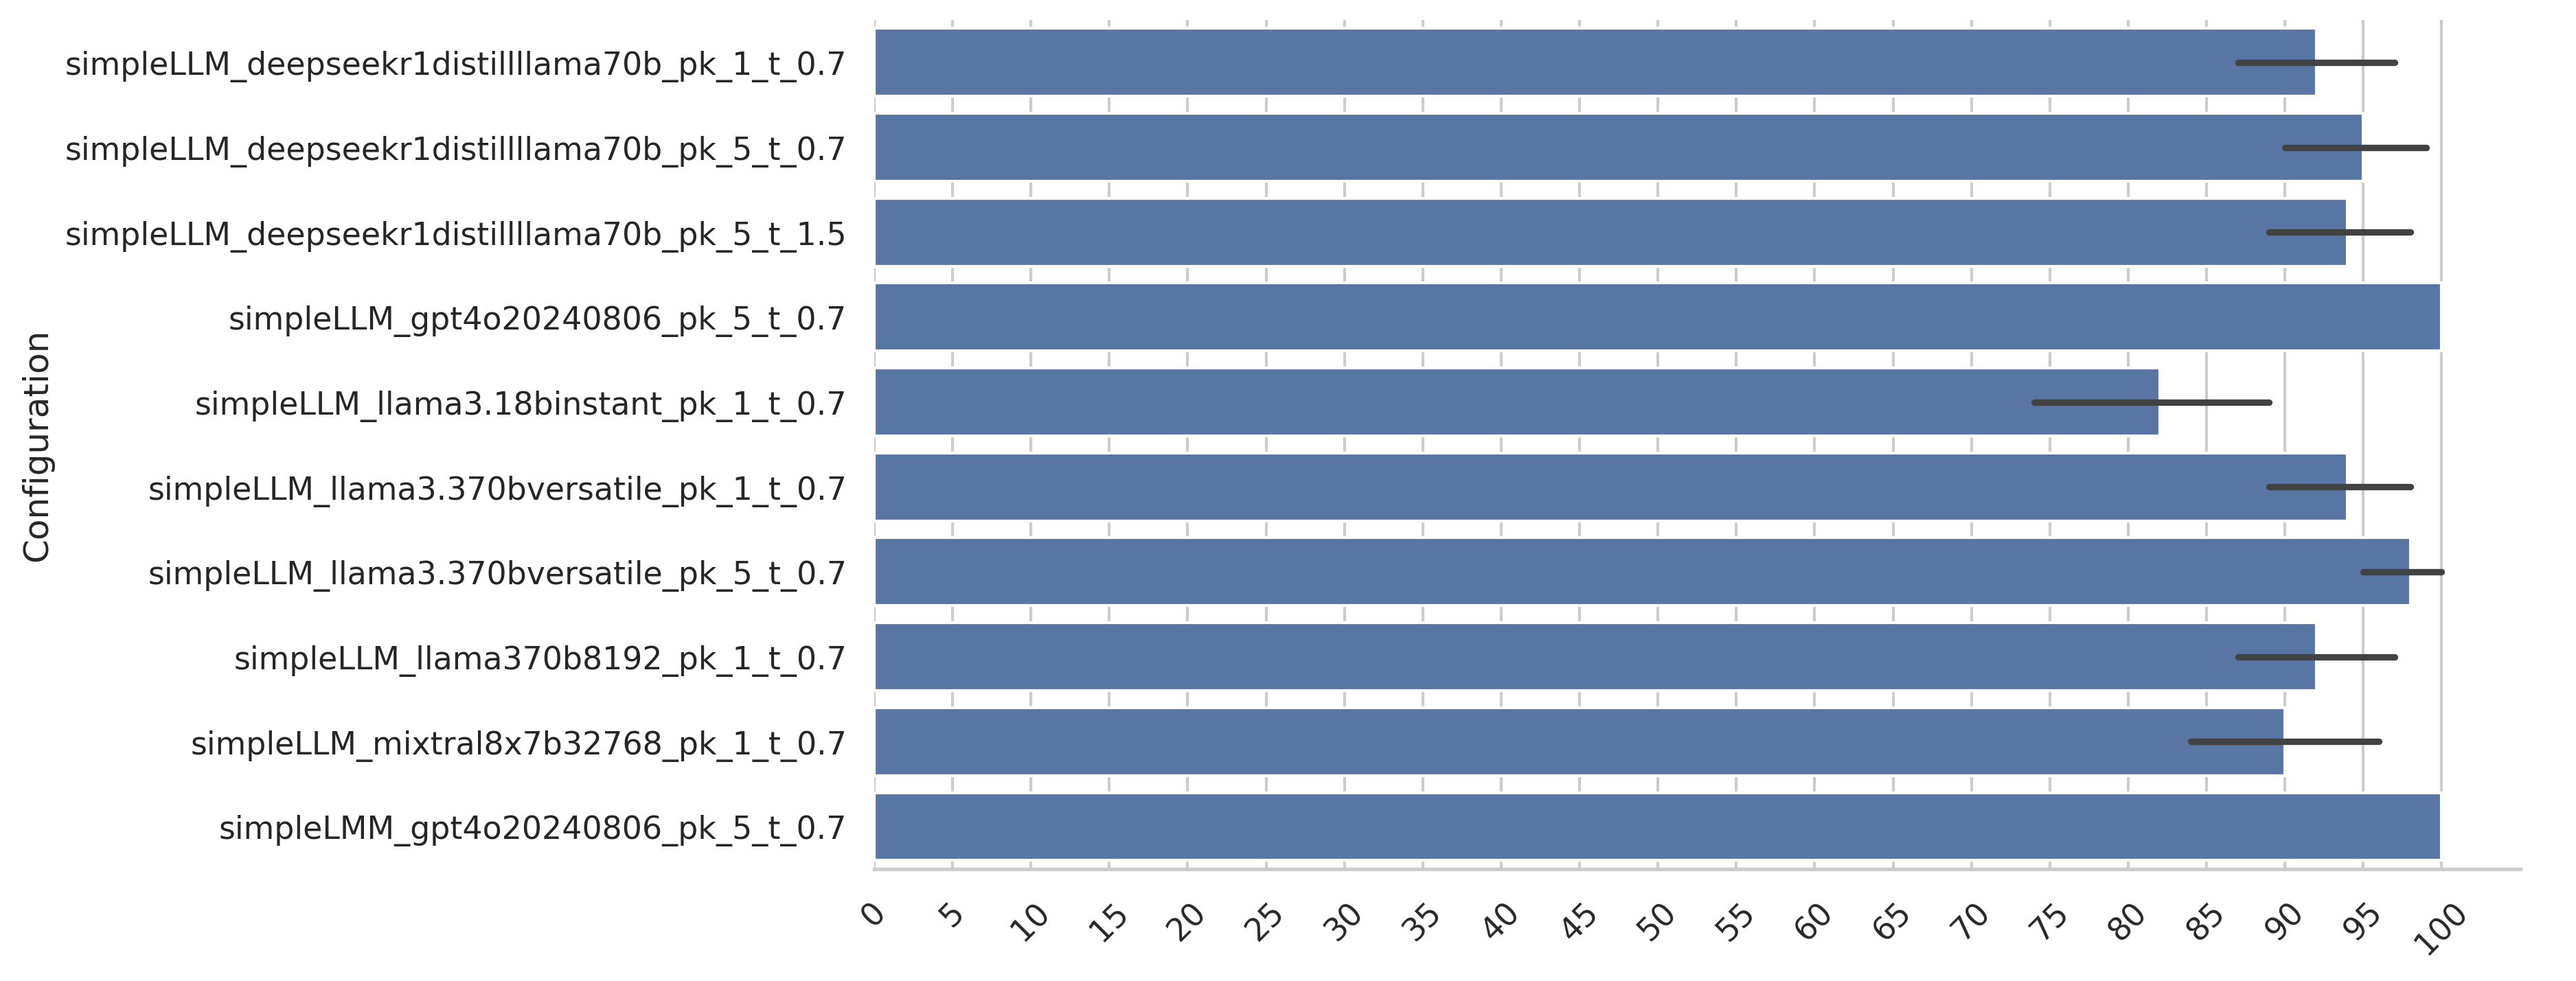 simpleLLM_deepseekr1distillllama70b_pk_1_t_0.7
simpleLLM_deepseekr1distillllama70b_pk_5_t_0.7
simpleLLM_deepseekr1distillllama70b_pk_5_t_1.5
simpleLLM_gpt4o20240806_pk_5_t_0.7
simpleLLM_llama3.18binstant_pk_1_t_0.7
simpleLLM_llama3.370bversatile_pk_1_t_0.7
simpleLLM_llama3.370bversatile_pk_5_t_0.7
simpleLLM_llama370b8192_pk_1_t_0.7
simpleLLM_mixtral8x7b32768_pk_1_t_0.7
simpleLMM_gpt4o20240806_pk_5_t_0.7
Configuration
0 5 10 15 20 25 30 35 40 45 50 55 60 65 70 75 80 85 90 95 100